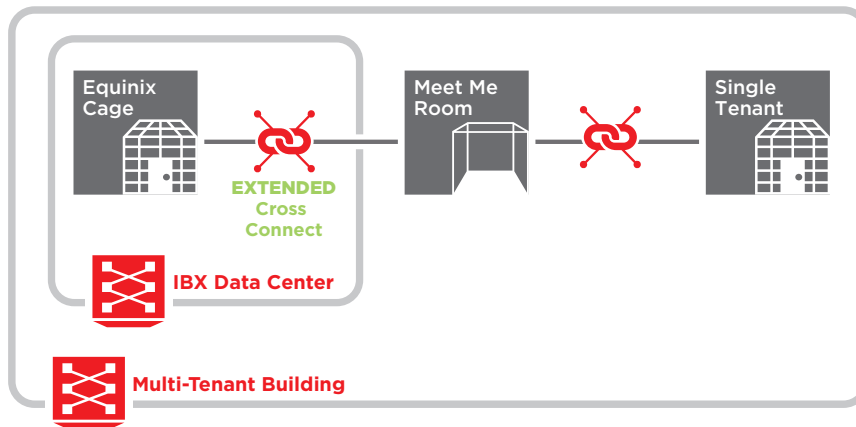 Equinix
Cage
Meet Me
Room
Single
Tenant
EXTENDED
Cross
Connect
IBX Data Center
Multi-Tenant Building